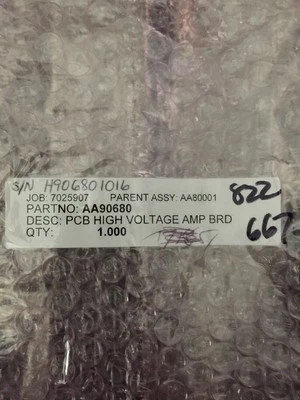 S/N H906801016
JOB: 7025907 PARENT ASSY: AA80001
PARTNO: AA90680
DESC: PCB HIGH VOLTAGE AMP BRD
QTY: 1.000
822
667